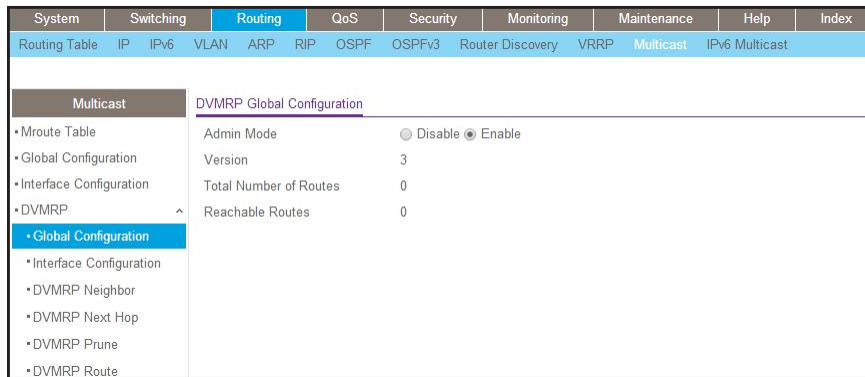 System Switching Routing QoS Security Monitoring Maintenance Help Index
Routing Table IP IPv6 VLAN ARP RIP OSPF OSPFv3 Router Discovery VRRP Multicast IPv6 Multicast
Multicast
Mroute Table
Global Configuration
Interface Configuration
DVMRP
Global Configuration
Interface Configuration
DVMRP Neighbor
DVMRP Next Hop
DVMRP Prune
DVMRP Route
DVMRP Global Configuration
Admin Mode Disable Enable
Version 3
Total Number of Routes 0
Reachable Routes 0